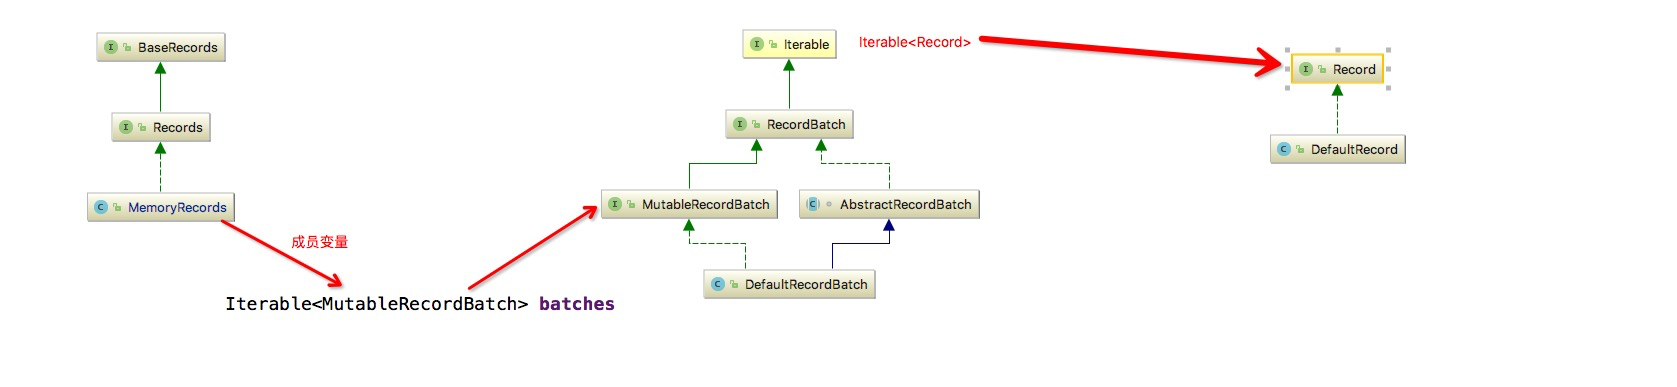 I BaseRecords
I Records
C MemoryRecords
成员变量
Iterable<MutableRecordBatch> batches
I Iterable
Iterable<Record>
I RecordBatch
I MutableRecordBatch
C AbstractRecordBatch
C DefaultRecordBatch
I Record
C DefaultRecord